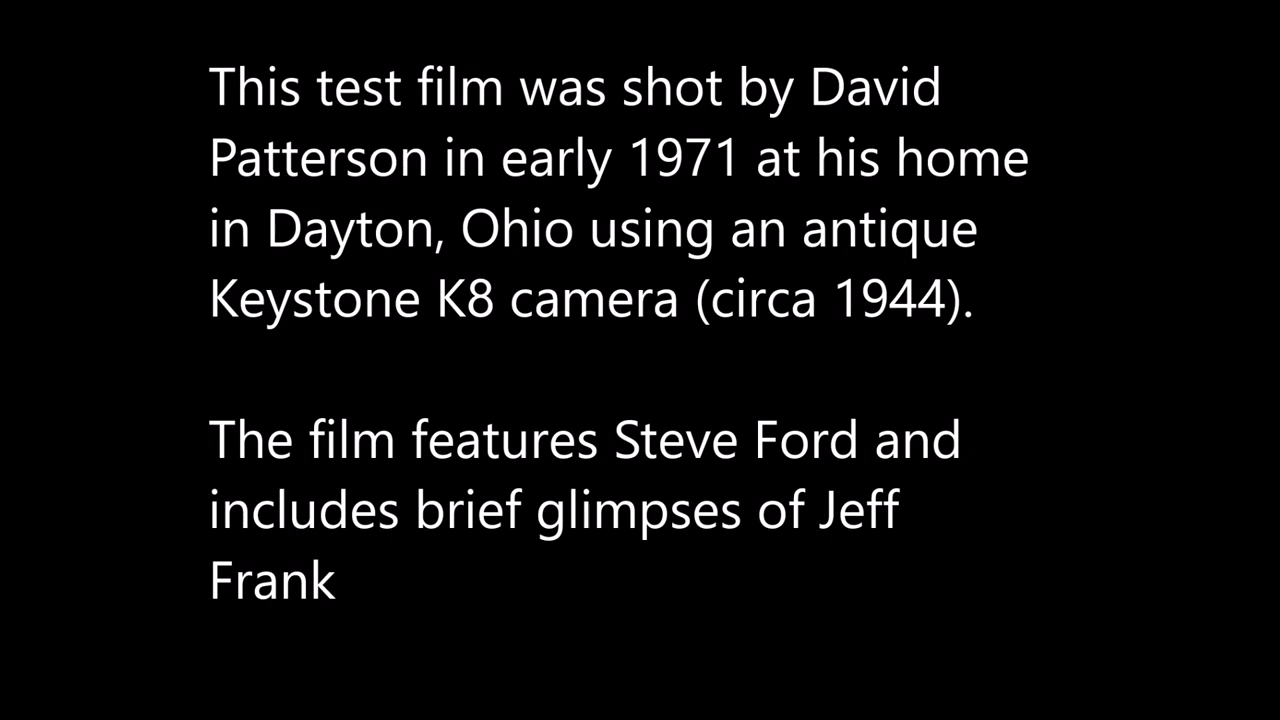 This test film was shot by David
Patterson in early 1971 at his home
in Dayton, Ohio using an antique
Keystone K8 camera (circa 1944).
The film features Steve Ford and
includes brief glimpses of Jeff
Frank